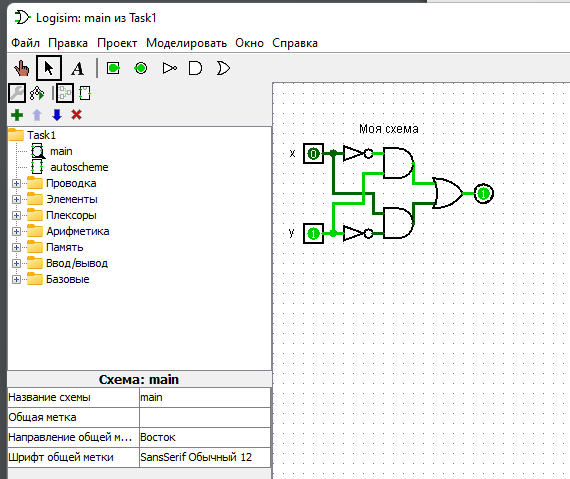 Logisim: main из Task1
Файл Правка Проект Моделировать Окно Справка
A
Task1
main
autoscheme
Проводка
Элементы
Плексоры
Арифметика
Память
Ввод/вывод
Базовые
Схема: main
Название схемы main
Общая метка
Направление общей м... Восток
Шрифт общей метки SansSerif Обычный 12
Моя схема
x 0
1
y 1